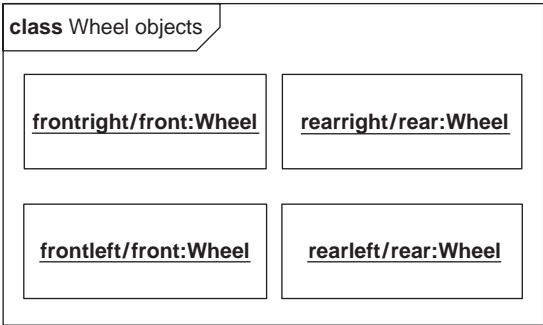 class Wheel objects
frontright/front:Wheel
rearright/rear:Wheel
frontleft/front:Wheel
rearleft/rear:Wheel